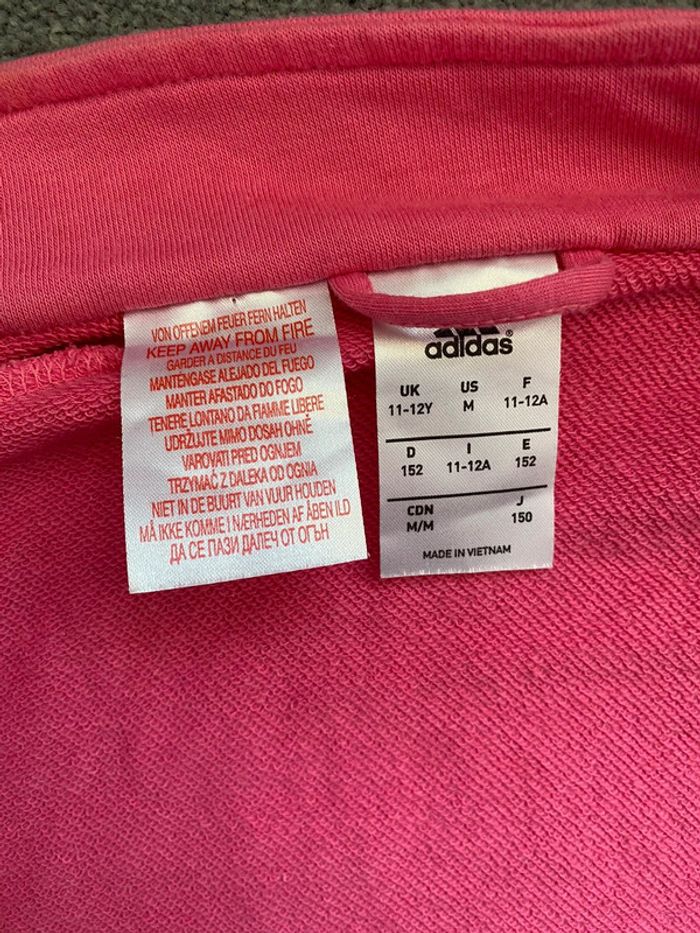 VON OFFENEM FEUER FERN HALTEN
KEEP AWAY FROM FIRE
GARDER A DISTANCE DU FEU
MANTENGASE ALEJADO DEL FUEGO
MANTER AFASTADO DO FOGO
TENERE LONTANO DA FIAMME LIBERE
UDRŽUJTE MIMO DOSAH OHNĚ
VAROVATI PRED OGNJEM
TRZYMAĆ Z DALEKA OD OGNIA
NIET IN DE BUURT VAN VUUR HOUDEN
MÅ IKKE KOMME I NÆRHEDEN AF ÅBEN ILD
ДА СЕ ПАЗИ ДАЛЕЧ ОТ ОГЪН
adidas®
UK US F
11-12Y M 11-12A
D I E
152 11-12A 152
CDN J
M/M 150
MADE IN VIETNAM